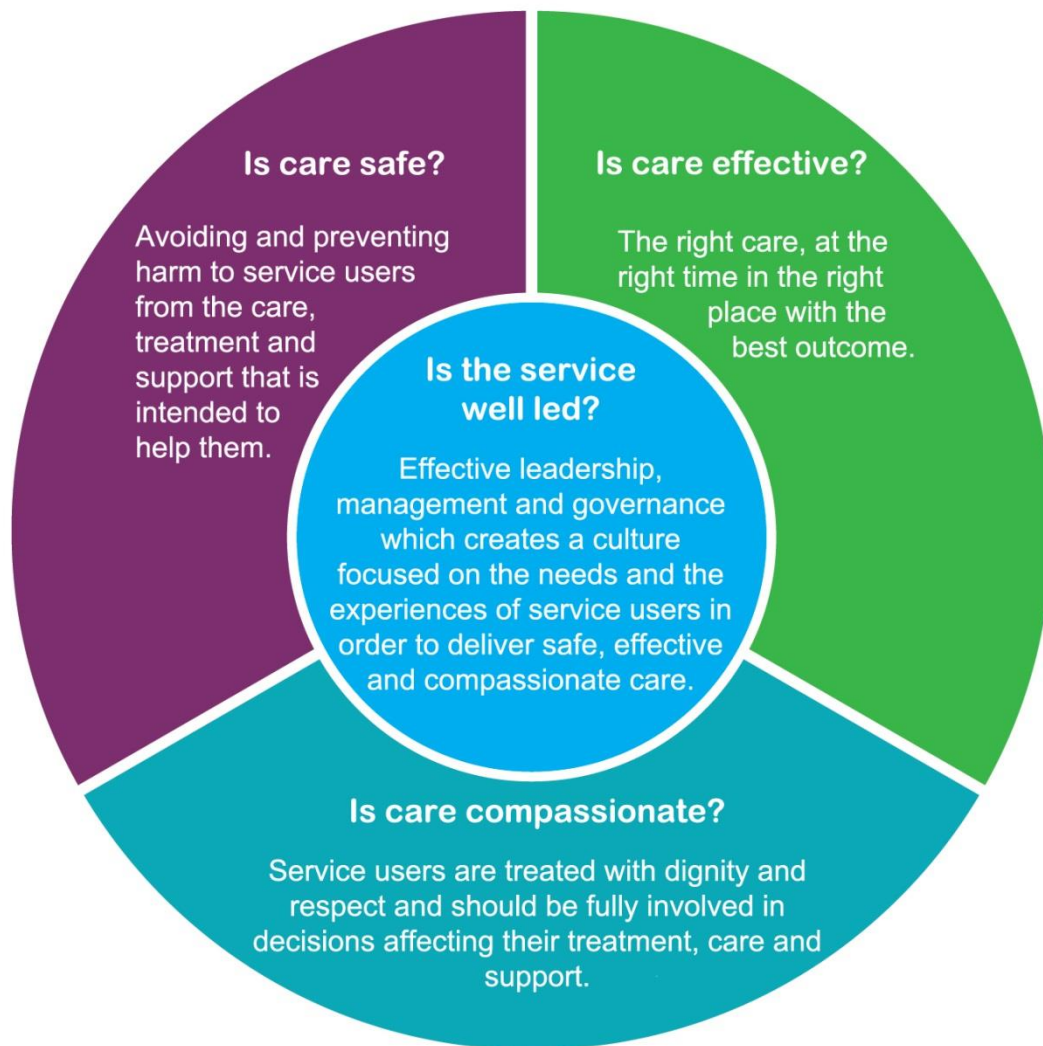 Is care safe?
Avoiding and preventing
harm to service users
from the care,
treatment and
support that is
intended to
help them.
Is care effective?
The right care, at the
right time in the right
place with the
best outcome.
Is the service
well led?
Effective leadership,
management and governance
which creates a culture
focused on the needs and the
experiences of service users in
order to deliver safe, effective
and compassionate care.
Is care compassionate?
Service users are treated with dignity and
respect and should be fully involved in
decisions affecting their treatment, care and
support.